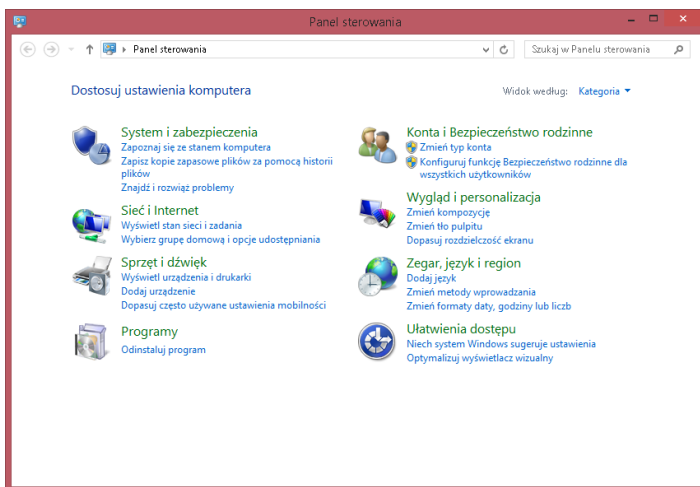 Panel sterowania
Panel sterowania
Szukaj w Panelu sterowania
Dostosuj ustawienia komputera
Widok według: Kategoria
System i zabezpieczenia
Zapoznaj się ze stanem komputera
Zapisz kopie zapasowe plików za pomocą historii
plików
Znajdź i rozwiąż problemy
Sieć i Internet
Wyświetl stan sieci i zadania
Wybierz grupę domową i opcje udostępniania
Sprzęt i dźwięk
Wyświetl urządzenia i drukarki
Dodaj urządzenie
Dopasuj często używane ustawienia mobilności
Programy
Odinstaluj program
Konta i Bezpieczeństwo rodzinne
Zmień typ konta
Konfiguruj funkcję Bezpieczeństwo rodzinne dla
wszystkich użytkowników
Wygląd i personalizacja
Zmień kompozycję
Zmień tło pulpitu
Dopasuj rozdzielczość ekranu
Zegar, język i region
Dodaj język
Zmień metody wprowadzania
Zmień formaty daty, godziny lub liczb
Ułatwienia dostępu
Niech system Windows sugeruje ustawienia
Optymalizuj wyświetlacz wizualny